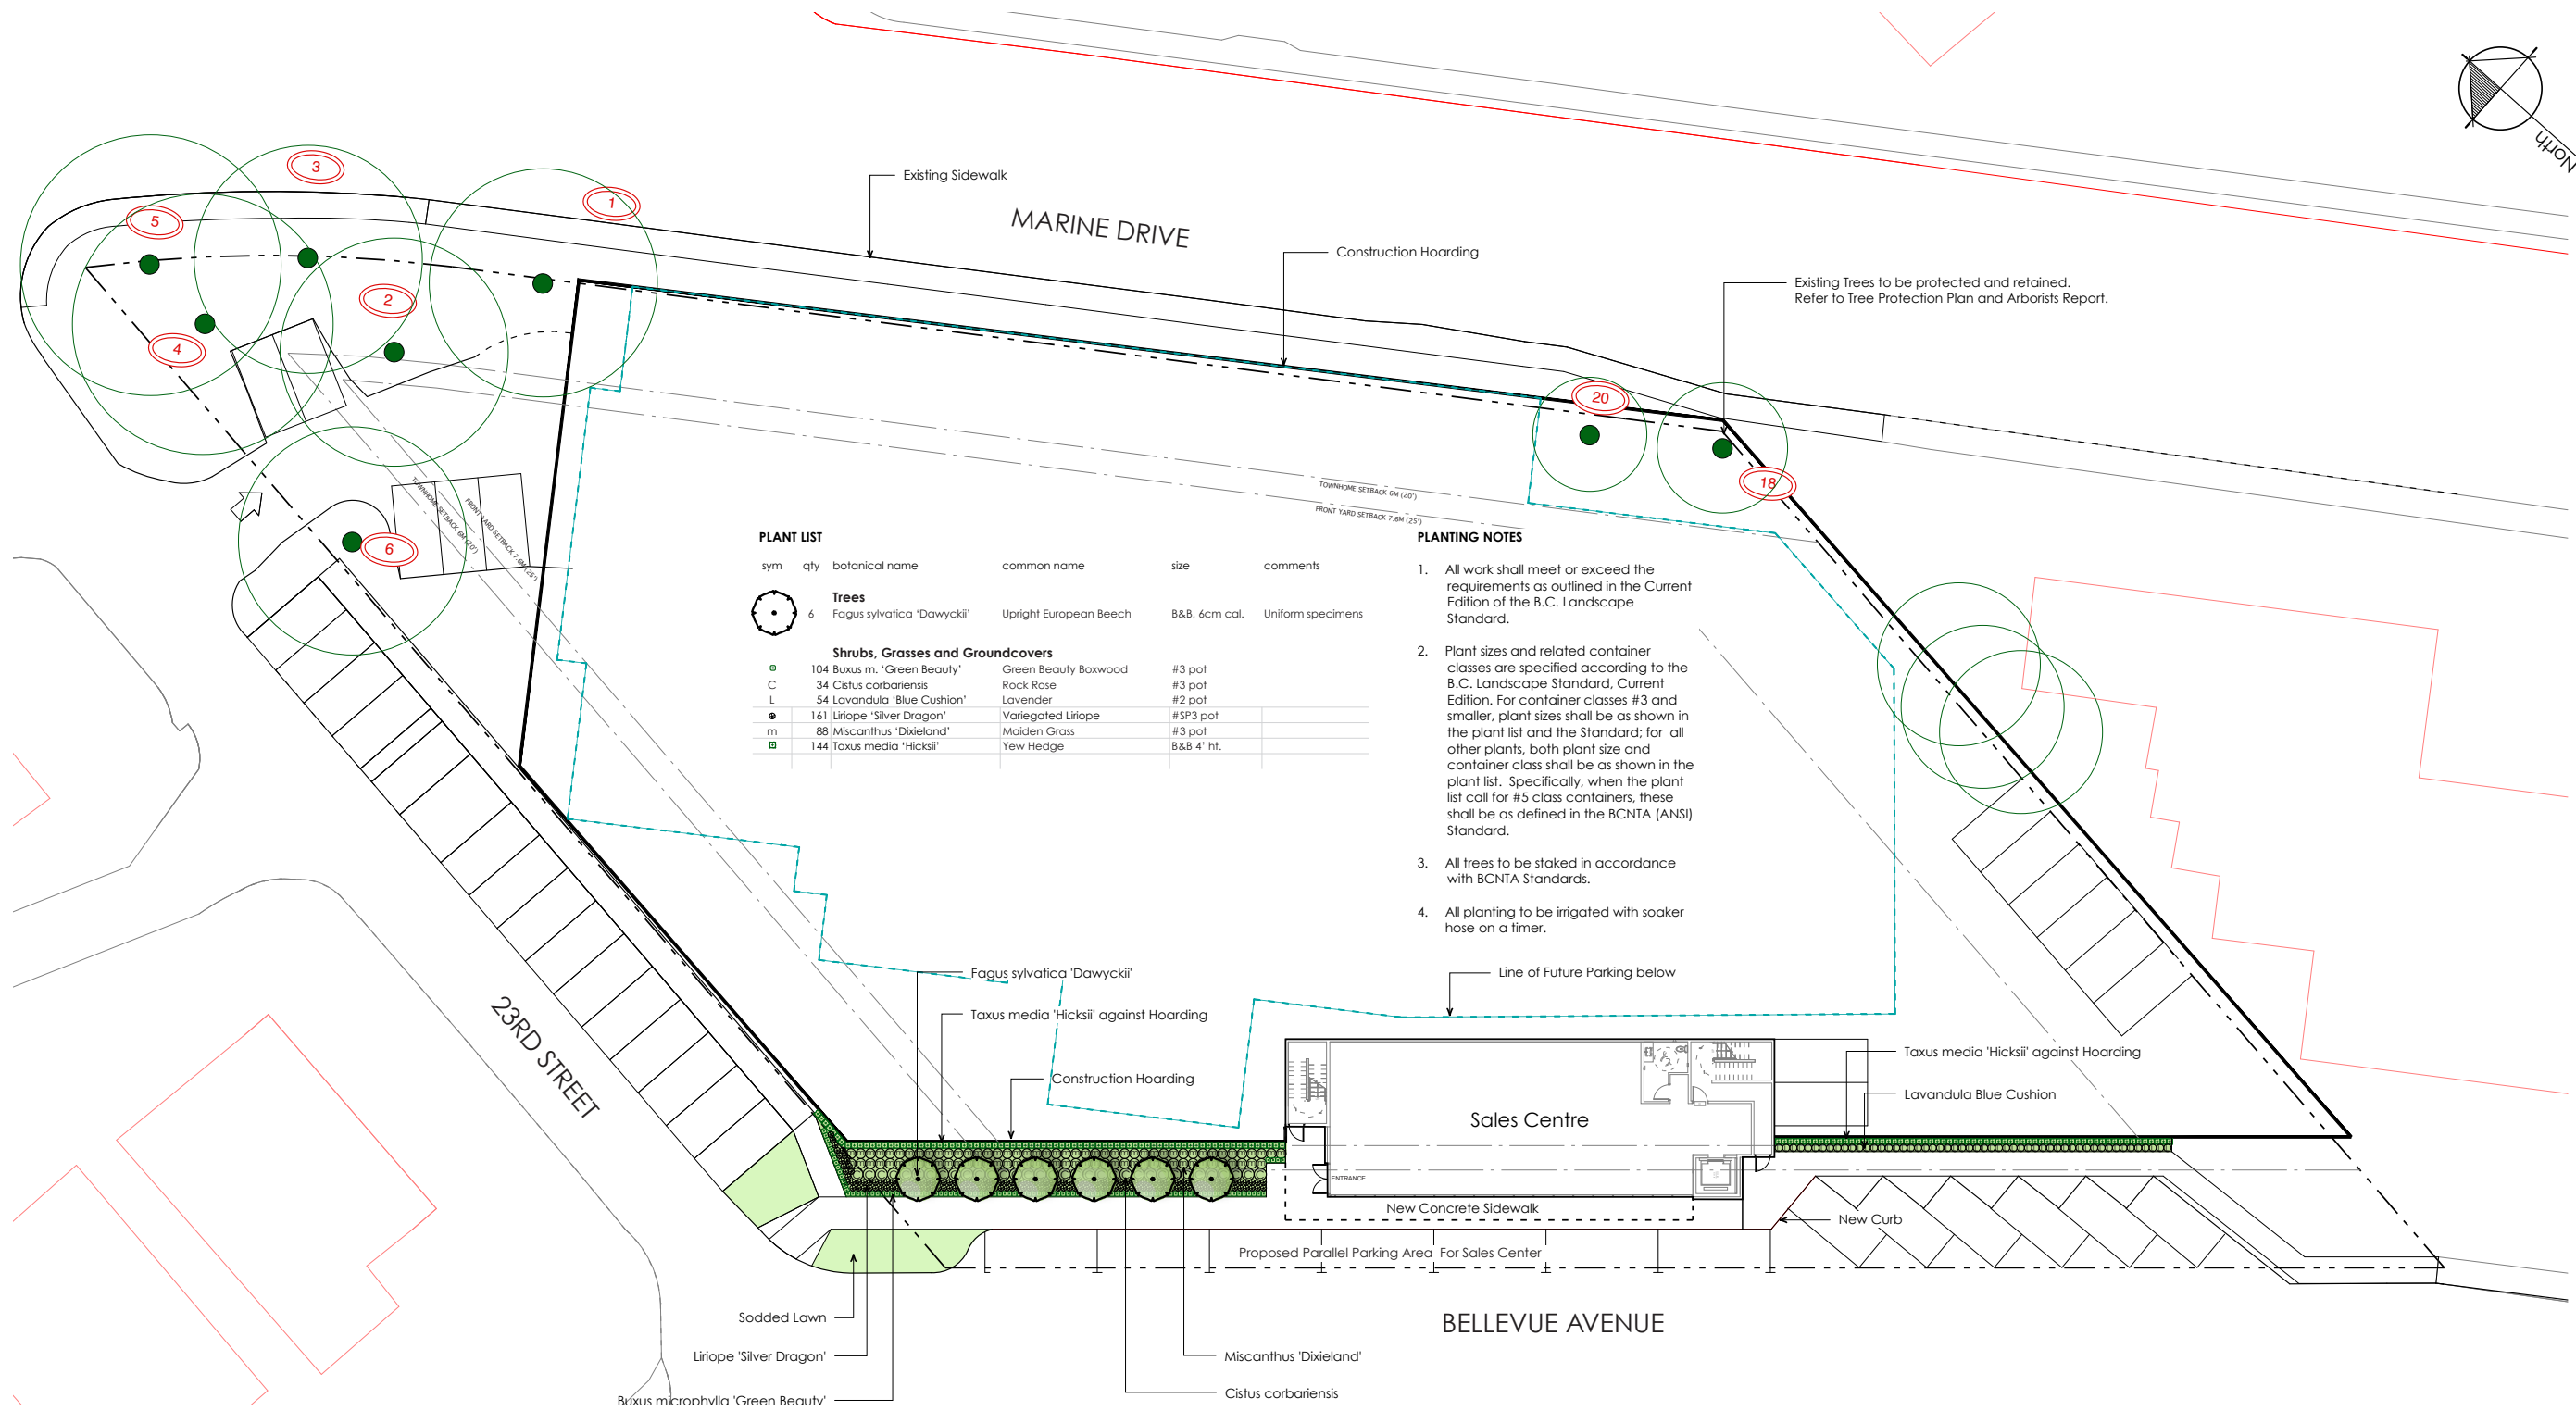 North
3
1
5
2
4
6
20
18
Existing Sidewalk
MARINE DRIVE
Construction Hoarding
Existing Trees to be protected and retained.
Refer to Tree Protection Plan and Arborists Report.
TOWNHOME SETBACK 6M (20')
FRONT YARD SETBACK 7.6M (25')
TOWNHOME SETBACK 6M (20')
FRONT YARD SETBACK 7.6M (25')
PLANT LIST
sym qty botanical name common name size comments
Trees
6 Fagus sylvatica ‘Dawyckii’ Upright European Beech B&B, 6cm cal. Uniform specimens
Shrubs, Grasses and Groundcovers
104 Buxus m. ‘Green Beauty’ Green Beauty Boxwood #3 pot
C 34 Cistus corbariensis Rock Rose #3 pot
L 54 Lavandula ‘Blue Cushion’ Lavender #2 pot
161 Liriope ‘Silver Dragon’ Variegated Liriope #SP3 pot
m 88 Miscanthus ‘Dixieland’ Maiden Grass #3 pot
144 Taxus media ‘Hicksii’ Yew Hedge B&B 4’ ht.
PLANTING NOTES
1. All work shall meet or exceed the
requirements as outlined in the Current
Edition of the B.C. Landscape
Standard.
2. Plant sizes and related container
classes are specified according to the
B.C. Landscape Standard, Current
Edition. For container classes #3 and
smaller, plant sizes shall be as shown in
the plant list and the Standard; for all
other plants, both plant size and
container class shall be as shown in the
plant list. Specifically, when the plant
list call for #5 class containers, these
shall be as defined in the BCNTA (ANSI)
Standard.
3. All trees to be staked in accordance
with BCNTA Standards.
4. All planting to be irrigated with soaker
hose on a timer.
Fagus sylvatica 'Dawyckii'
Line of Future Parking below
Taxus media 'Hicksii' against Hoarding
Construction Hoarding
23RD STREET
Sales Centre
ENTRANCE
Taxus media 'Hicksii' against Hoarding
Lavandula Blue Cushion
New Concrete Sidewalk
New Curb
Proposed Parallel Parking Area For Sales Center
BELLEVUE AVENUE
Sodded Lawn
Liriope 'Silver Dragon'
Buxus microphylla 'Green Beauty'
Miscanthus 'Dixieland'
Cistus corbariensis